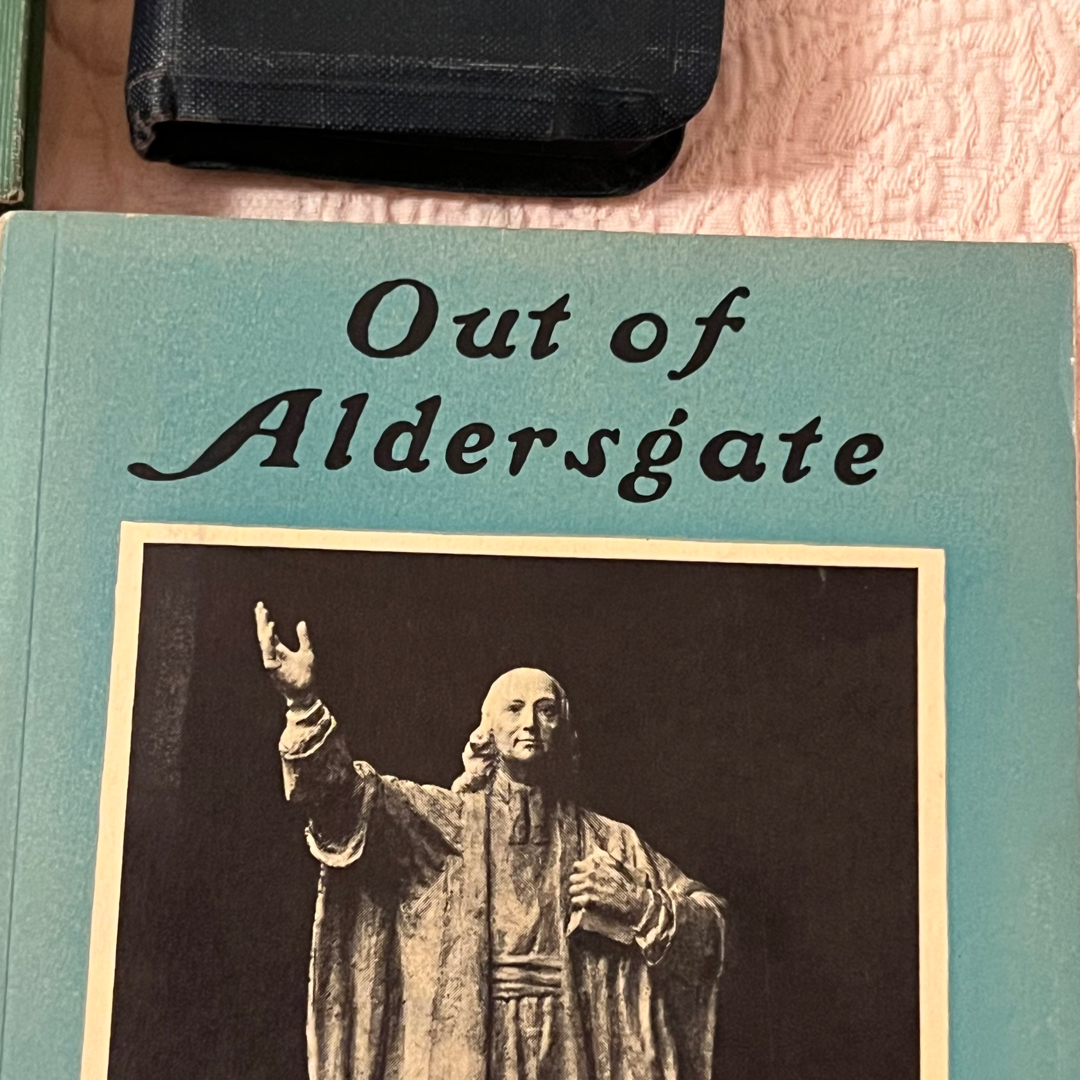 Out of
Aldersgate